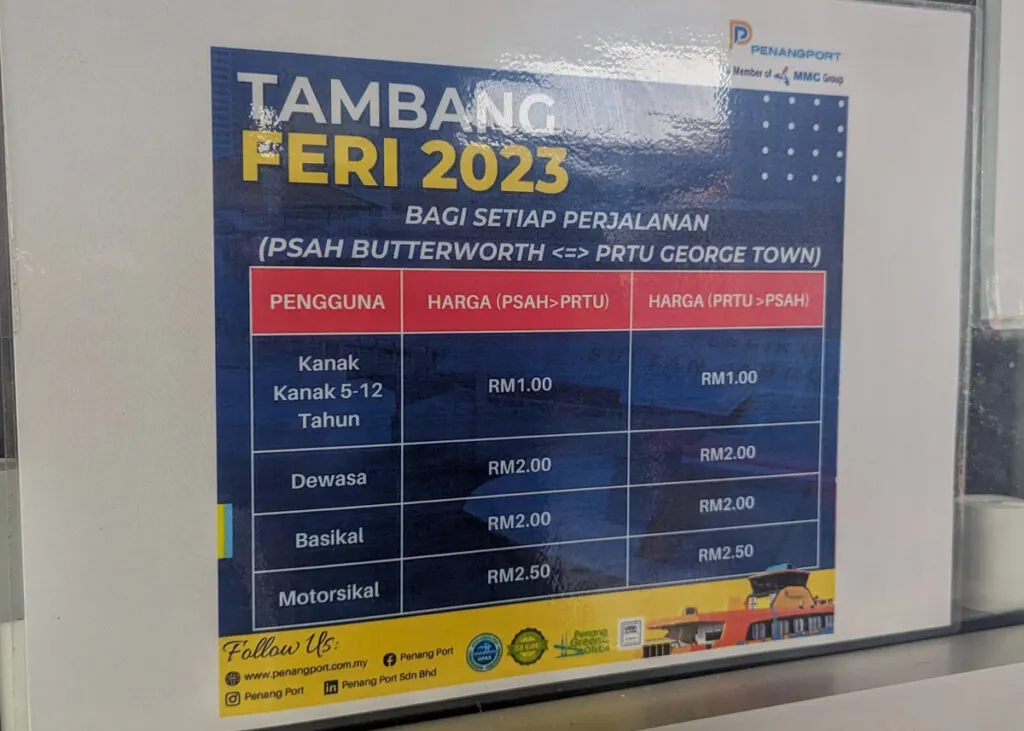 PENANGPORT
Member of MMC Group
TAMBANG
FERI 2023
BAGI SETIAP PERJALANAN
(PSAH BUTTERWORTH <=> PRTU GEORGE TOWN)
PENGGUNA HARGA (PSAH>PRTU) HARGA (PRTU >PSAH)
Kanak
Kanak 5-12
Tahun
RM1.00 RM1.00
Dewasa RM2.00 RM2.00
Basikal RM2.00 RM2.00
Motorsikal RM2.50 RM2.50
Follow Us:
www.penangport.com.my
Penang Port
Penang Port
Penang Port Sdn Bhd
Penang
Green